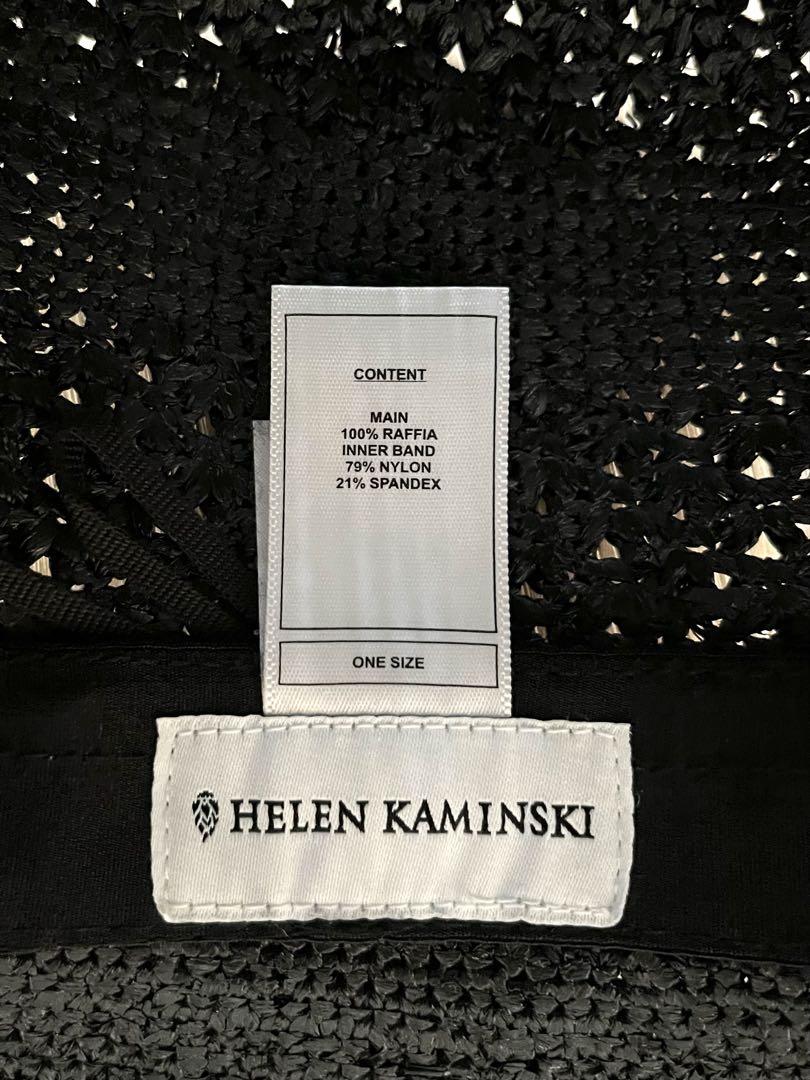 CONTENT
MAIN
100% RAFFIA
INNER BAND
79% NYLON
21% SPANDEX
ONE SIZE
HELEN KAMINSKI